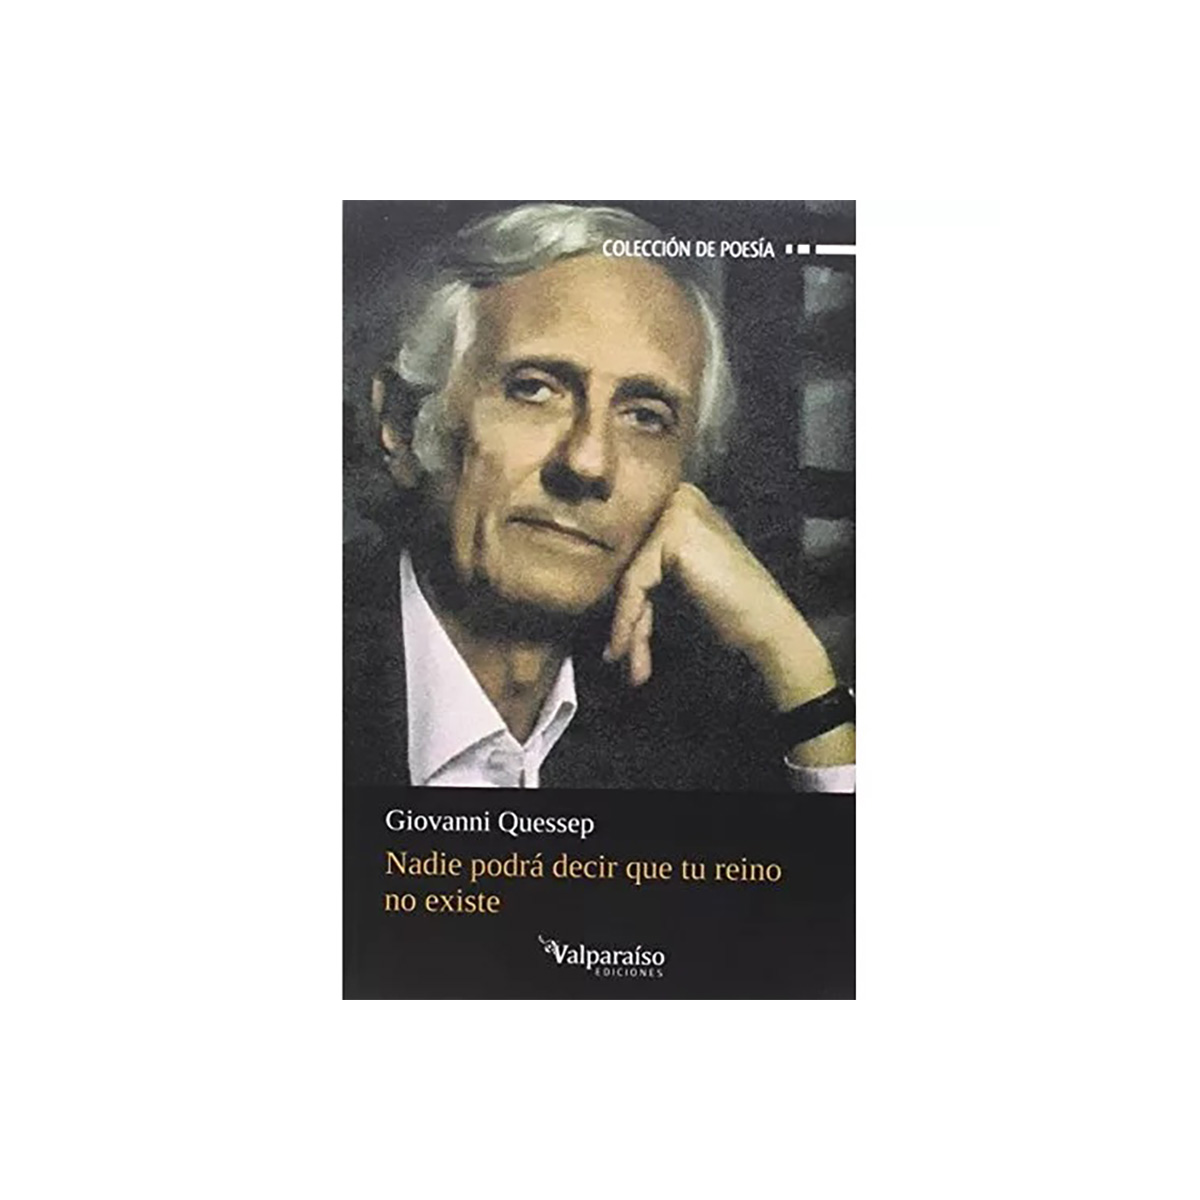 COLECCIÓN DE POESÍA
Giovanni Quessep
Nadie podrá decir que tu reino
no existe
Valparaíso
EDICIONES